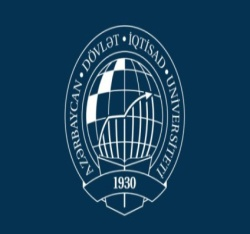 AZƏRBAYCAN • DÖVLƏT • İQTİSAD • UNİVERSİTETİ
1930